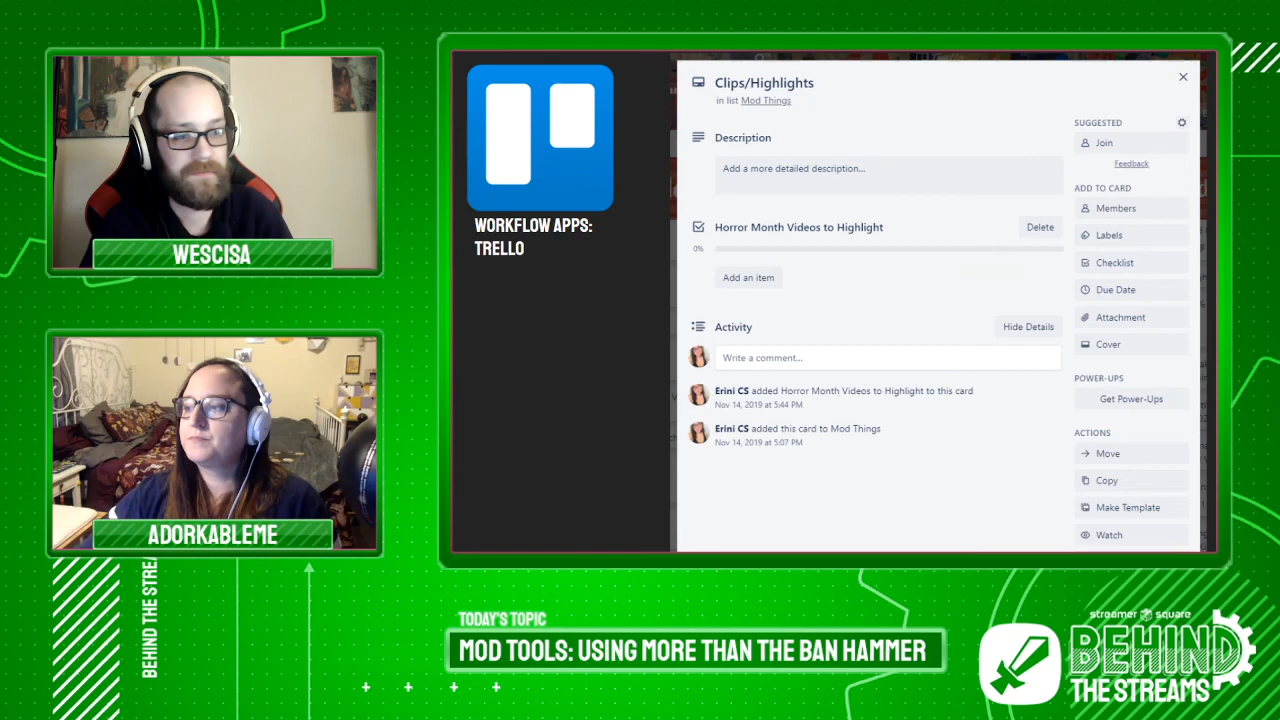 WESCISA
ADORKABLEME
BEHIND THE STREA
WORKFLOW APPS:
TRELLO
Clips/Highlights
in list Mod Things
Description
Add a more detailed description...
Horror Month Videos to Highlight
Delete
0%
Add an item
Activity
Hide Details
Write a comment...
Erini CS added Horror Month Videos to Highlight to this card
Nov 14, 2019 at 5:44 PM
Erini CS added this card to Mod Things
Nov 14, 2019 at 5:07 PM
SUGGESTED
Join
Feedback
ADD TO CARD
Members
Labels
Checklist
Due Date
Attachment
Cover
POWER-UPS
Get Power-Ups
ACTIONS
Move
Copy
Make Template
Watch
TODAY'S TOPIC
MOD TOOLS: USING MORE THAN THE BAN HAMMER
streamer square
BEHIND
THE STREAMS